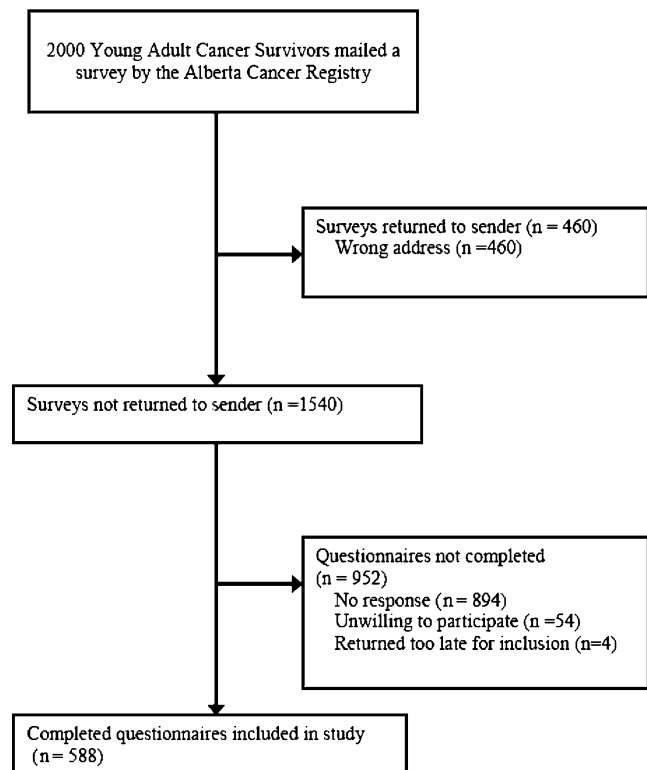 2000 Young Adult Cancer Survivors mailed a
survey by the Alberta Cancer Registry
Surveys returned to sender (n = 460)
Wrong address (n =460)
Surveys not returned to sender (n =1540)
Questionnaires not completed
(n = 952)
No response (n = 894)
Unwilling to participate (n =54)
Returned too late for inclusion (n=4)
Completed questionnaires included in study
(n = 588)